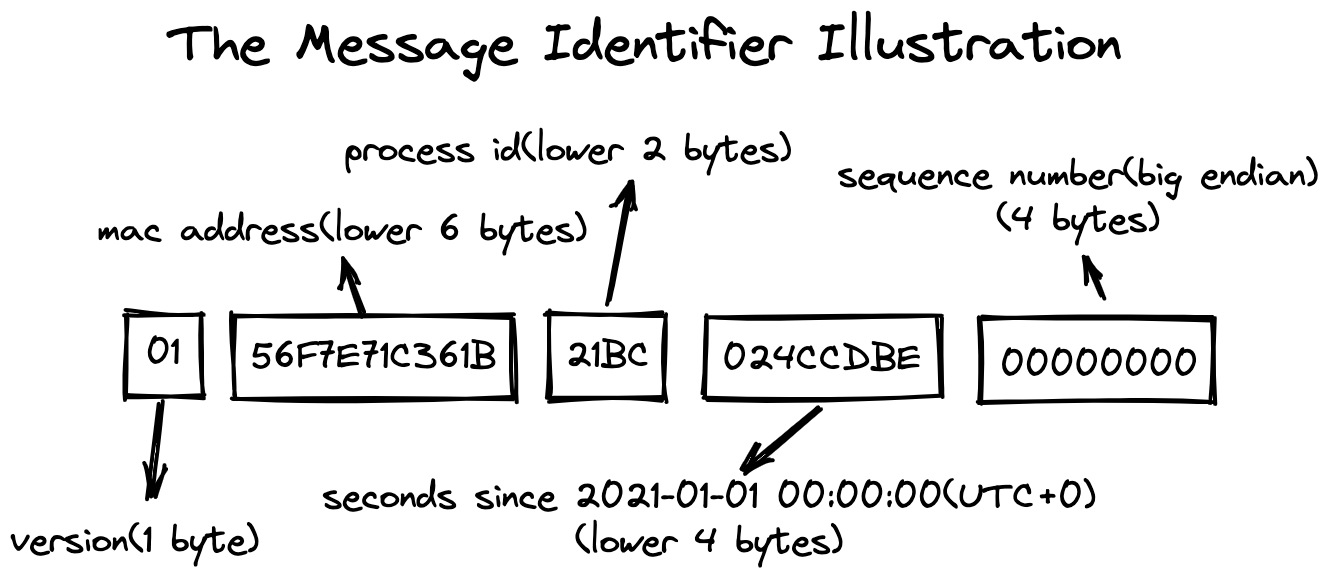 The Message Identifier Illustration
process id(lower 2 bytes)
sequence number(big endian)
(4 bytes)
mac address(lower 6 bytes)
01
56F7E71C361B
21BC
024CCDBE
00000000
seconds since 2021-01-01 00:00:00(UTC+0)
(lower 4 bytes)
version(1 byte)